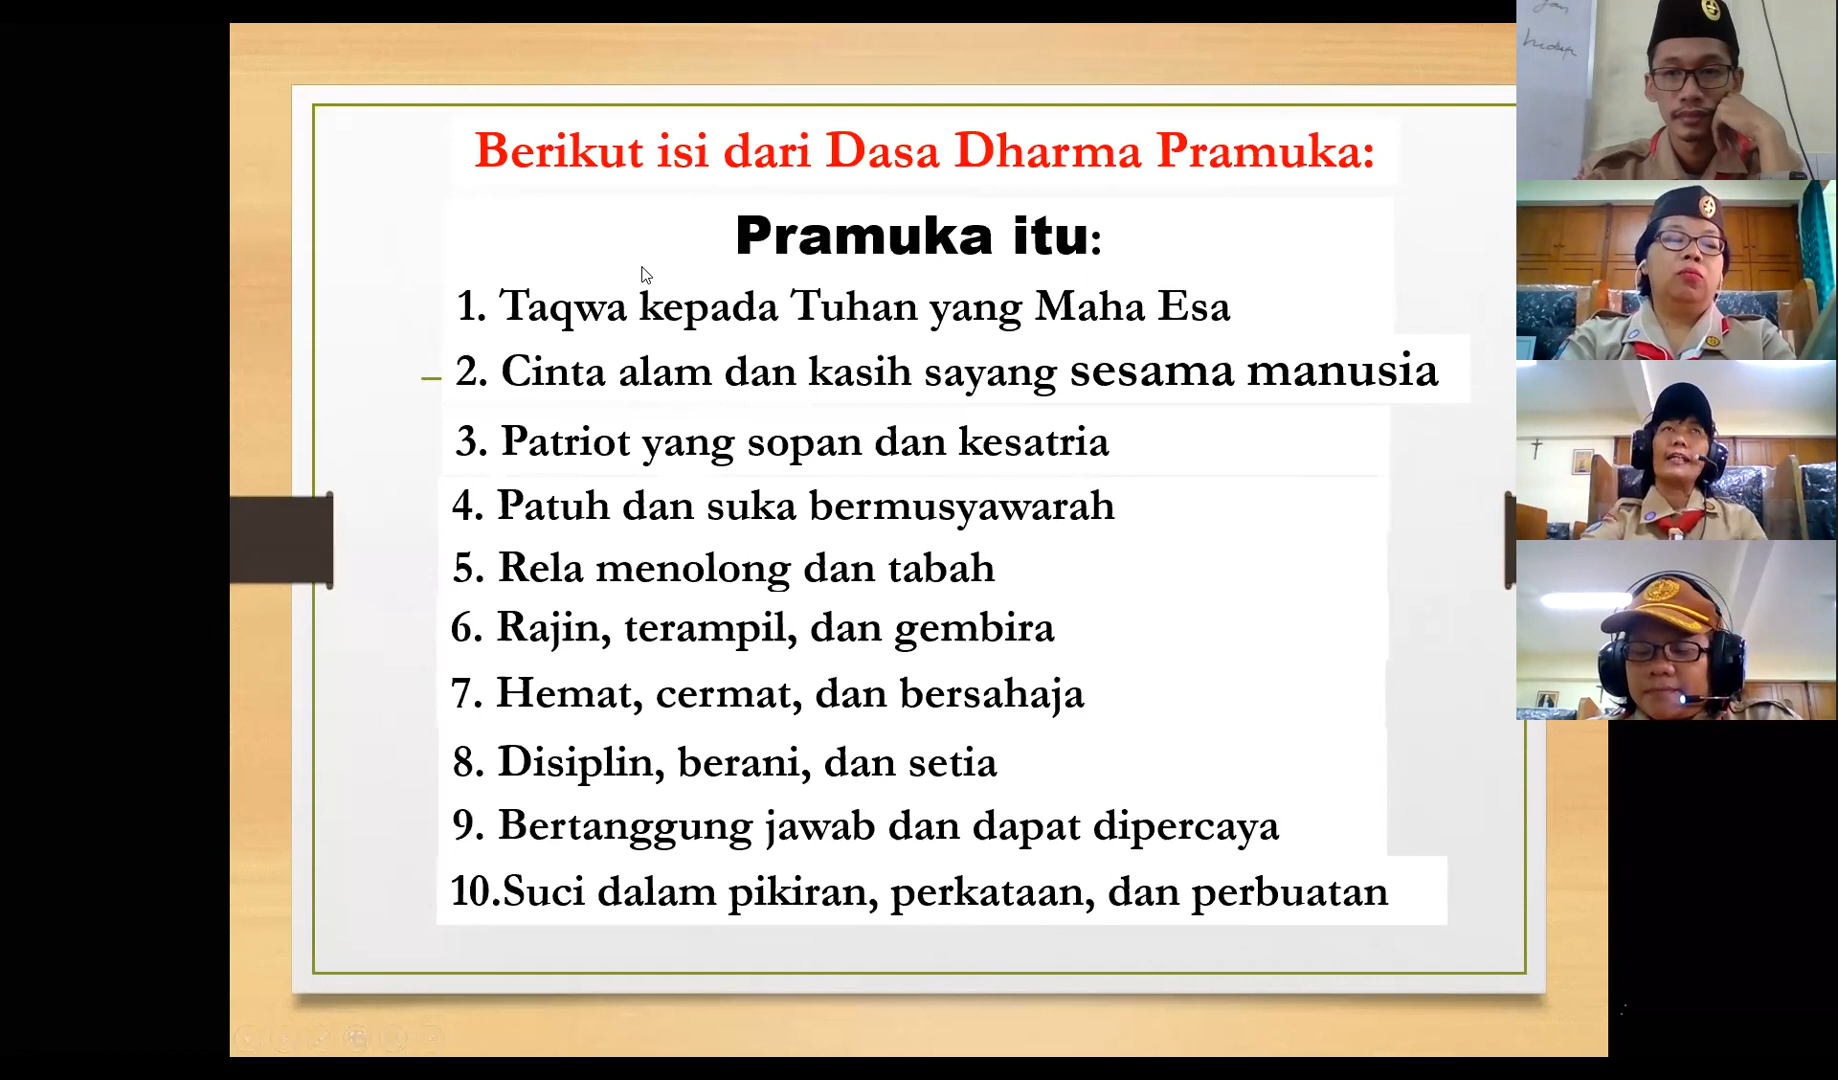 Berikut isi dari Dasa Dharma Pramuka:
Pramuka itu:
1. Taqwa kepada Tuhan yang Maha Esa
2. Cinta alam dan kasih sayang sesama manusia
3. Patriot yang sopan dan kesatria
4. Patuh dan suka bermusyawarah
5. Rela menolong dan tabah
6. Rajin, terampil, dan gembira
7. Hemat, cermat, dan bersahaja
8. Disiplin, berani, dan setia
9. Bertanggung jawab dan dapat dipercaya
10.Suci dalam pikiran, perkataan, dan perbuatan
hidup